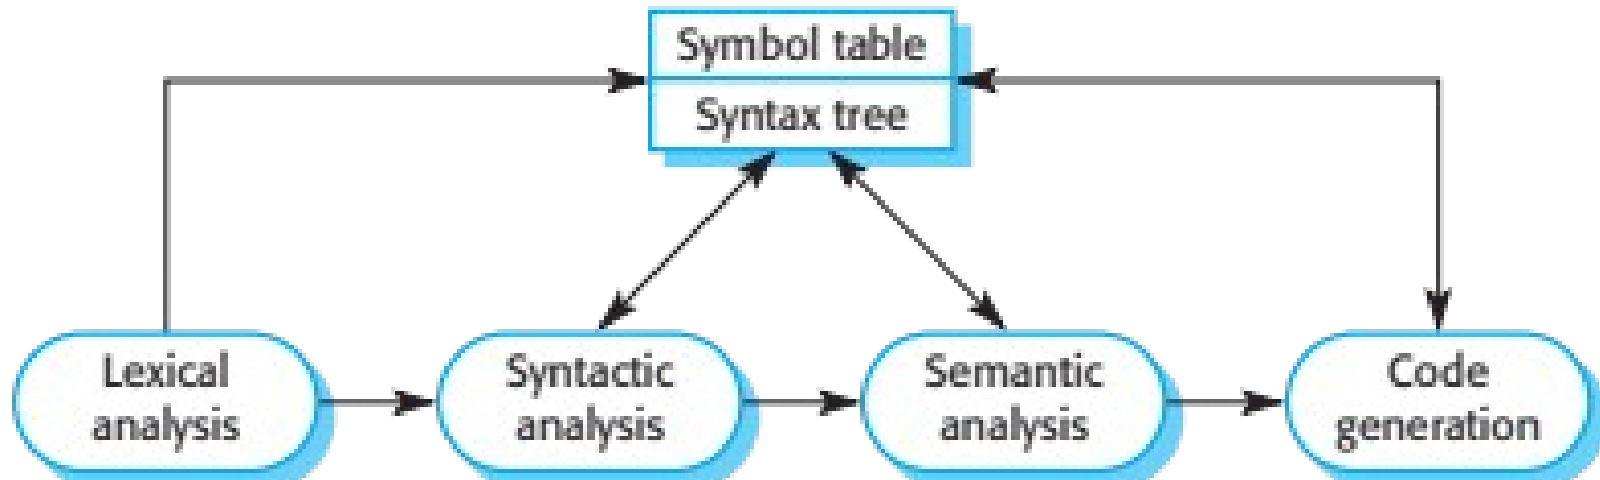 Symbol table
Syntax tree
Lexical
analysis
Syntactic
analysis
Semantic
analysis
Code
generation